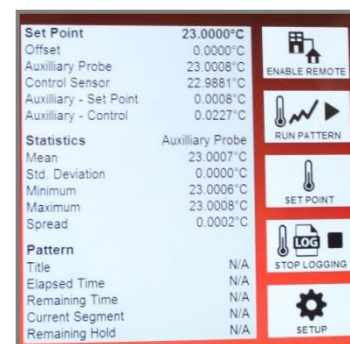 Set Point 23.0000°C
Offset 0.0000°C
Auxilliary Probe 23.0008°C
Control Sensor 22.9881°C
Auxilliary - Set Point 0.0008°C
Auxilliary - Control 0.0227°C
Statistics Auxilliary Probe
Mean 23.0007°C
Std. Deviation 0.0000°C
Minimum 23.0006°C
Maximum 23.0008°C
Spread 0.0002°C
Pattern
Title N/A
Elapsed Time N/A
Remaining Time N/A
Current Segment N/A
Remaining Hold N/A
ENABLE REMOTE
RUN PATTERN
SET POINT
LOG
STOP LOGGING
SETUP